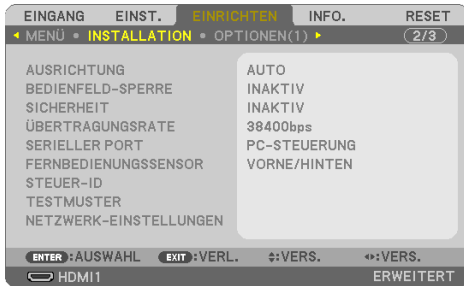 EINGANG EINST. EINRICHTEN INFO. RESET
MENÜ • INSTALLATION • OPTIONEN(1) 2/3
AUSRICHTUNG AUTO
BEDIENFELD-SPERRE INAKTIV
SICHERHEIT INAKTIV
ÜBERTRAGUNGSRATE 38400bps
SERIELLER PORT PC-STEUERUNG
FERNBEDIENUNGSSENSOR VORNE/HINTEN
STEUER-ID
TESTMUSTER
NETZWERK-EINSTELLUNGEN
ENTER :AUSWAHL EXIT :VERL. :VERS. :VERS.
HDMI1 ERWEITERT